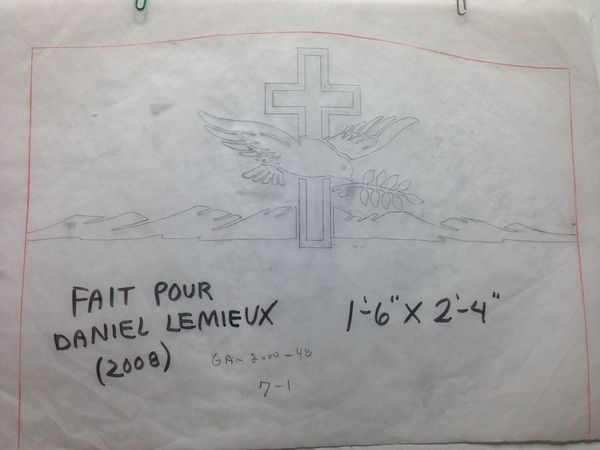 FAIT POUR
DANIEL LEMIEUX
(2008)
1'-6" X 2'-4"
GA-2000-48
7-1